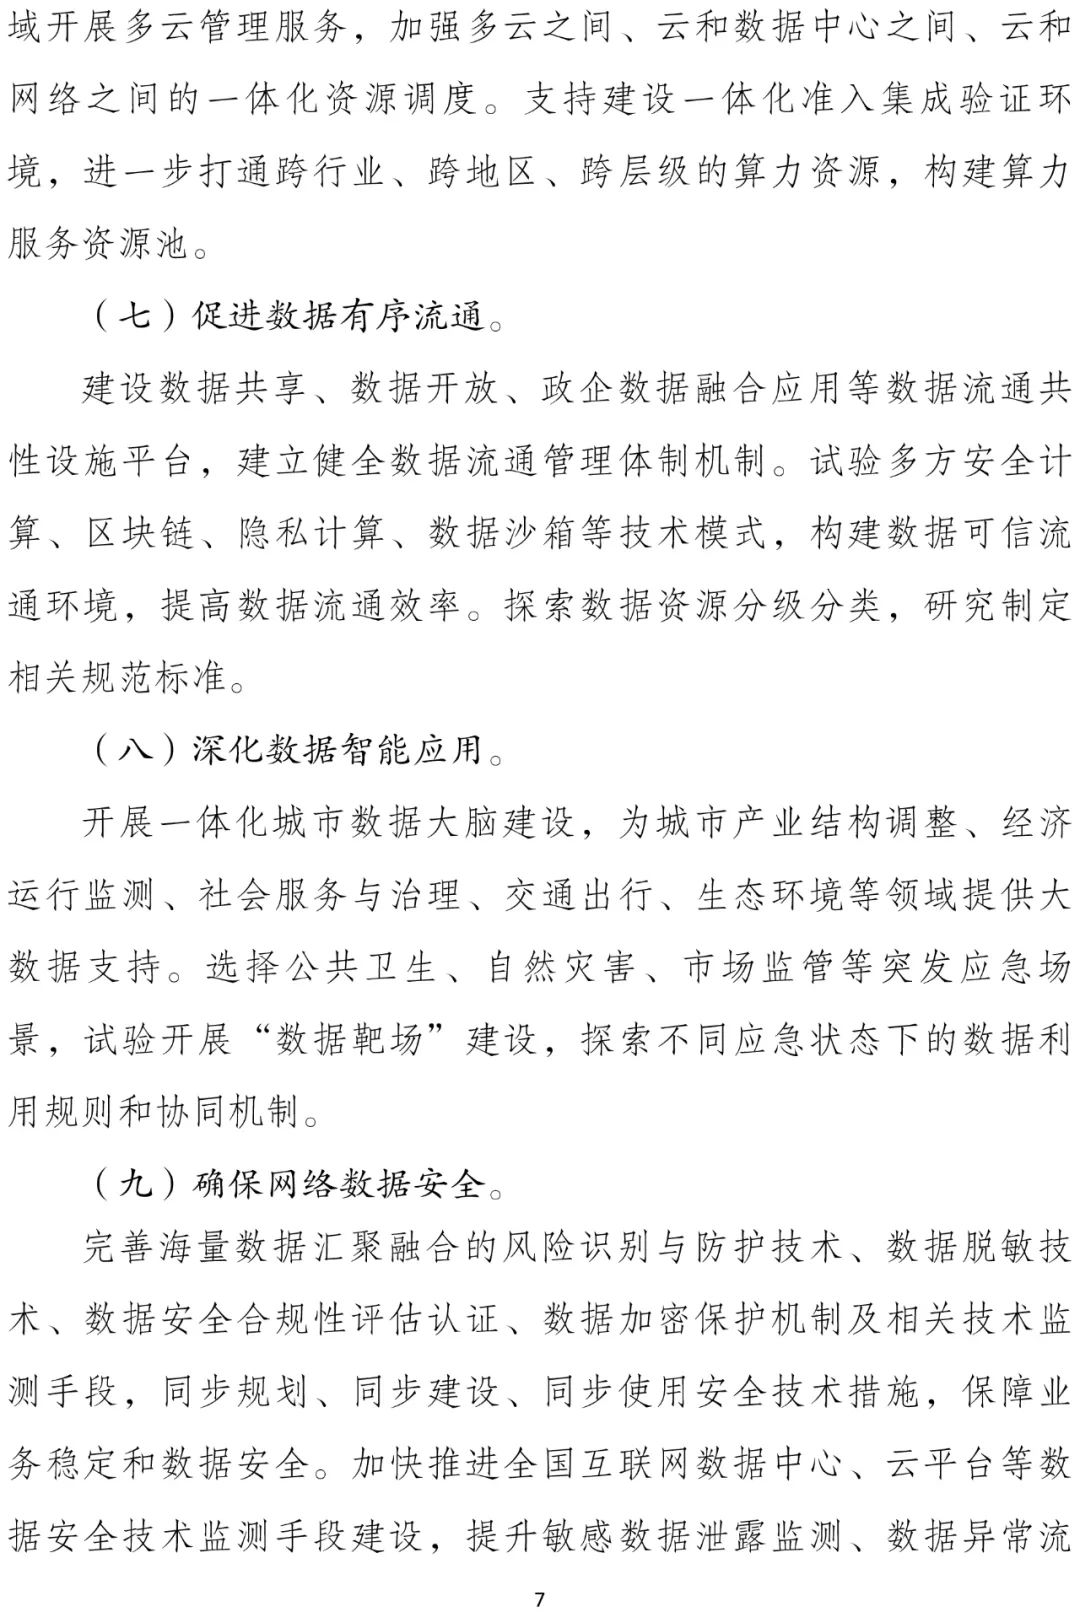 域开展多云管理服务，加强多云之间、云和数据中心之间、云和
网络之间的一体化资源调度。支持建设一体化准入集成验证环
境，进一步打通跨行业、跨地区、跨层级的算力资源，构建算力
服务资源池。
（七）促进数据有序流通。
建设数据共享、数据开放、政企数据融合应用等数据流通共
性设施平台，建立健全数据流通管理体制机制。试验多方安全计
算、区块链、隐私计算、数据沙箱等技术模式，构建数据可信流
通环境，提高数据流通效率。探索数据资源分级分类，研究制定
相关规范标准。
（八）深化数据智能应用。
开展一体化城市数据大脑建设，为城市产业结构调整、经济
运行监测、社会服务与治理、交通出行、生态环境等领域提供大
数据支持。选择公共卫生、自然灾害、市场监管等突发应急场
景，试验开展“数据靶场”建设，探索不同应急状态下的数据利
用规则和协同机制。
（九）确保网络数据安全。
完善海量数据汇聚融合的风险识别与防护技术、数据脱敏技
术、数据安全合规性评估认证、数据加密保护机制及相关技术监
测手段，同步规划、同步建设、同步使用安全技术措施，保障业
务稳定和数据安全。加快推进全国互联网数据中心、云平台等数
据安全技术监测手段建设，提升敏感数据泄露监测、数据异常流
7